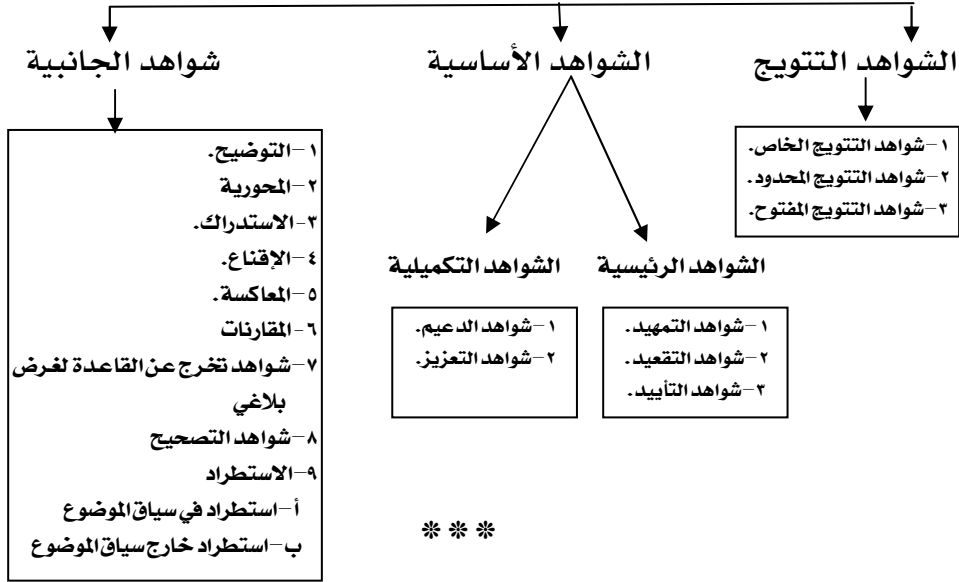 الشواهد التتويج
١-شواهد التتويج الخاص.
٢-شواهد التتويج المحدود.
٣-شواهد التتويج المفتوح.
الشواهد الأساسية
الشواهد الرئيسية
١-شواهد التمهيد.
٢-شواهد التقعيد.
٣-شواهد التأييد.
الشواهد التكميلية
١-شواهد الدعيم.
٢-شواهد التعزيز.
شواهد الجانبية
١-التوضيح.
٢-المحورية
٣-الاستدراك.
٤-الإقناع.
٥-المعاكسة.
٦-المقارنات
٧-شواهد تخرج عن القاعدة لغرض
بلاغي
٨-شواهد التصحيح
٩-الاستطراد
أ-استطراد في سياق الموضوع
ب-استطراد خارج سياق الموضوع